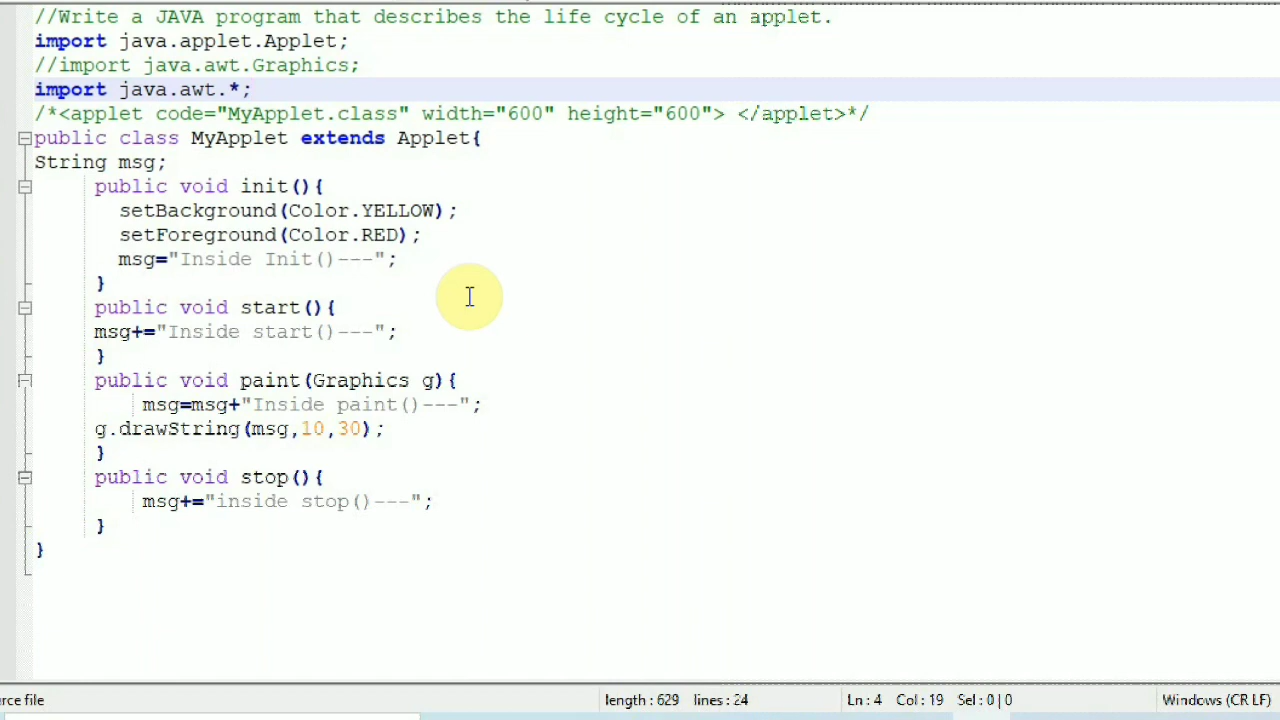 //Write a JAVA program that describes the life cycle of an applet.
import java.applet.Applet;
//import java.awt.Graphics;
import java.awt.*;
/*<applet code="MyApplet.class" width="600" height="600"> </applet>*/
public class MyApplet extends Applet{
String msg;
public void init(){
setBackground(Color.YELLOW);
setForeground(Color.RED);
msg="Inside Init()---";
}
public void start(){
msg+="Inside start()---";
}
public void paint(Graphics g){
msg=msg+"Inside paint()---";
g.drawString(msg,10,30);
}
public void stop(){
msg+="inside stop()---";
}
}
rce file length : 629 lines : 24 Ln : 4 Col : 19 Sel : 0 | 0 Windows (CR LF)